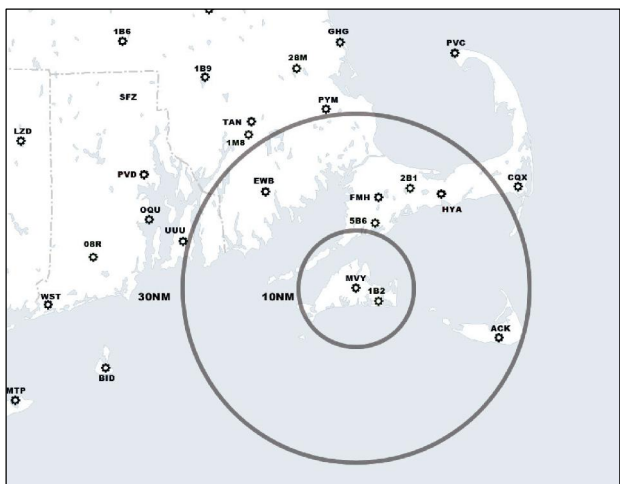 1B6
GHG
PVC
1B9
28M
SFZ
PYM
TAN
LZD
1M8
PVD
EWB
2B1
CQX
FMH
HYA
OQU
5B6
UUU
08R
MVY
WST
30NM
10NM
1B2
ACK
BID
MTP